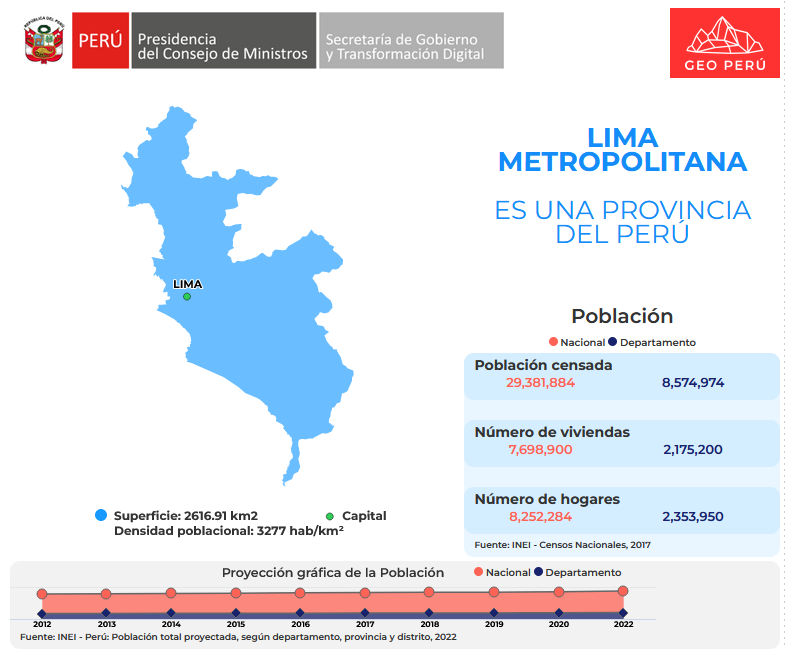 REPÚBLICA DEL PERÚ
PERÚ
Presidencia
del Consejo de Ministros
Secretaría de Gobierno
y Transformación Digital
GEO PERÚ
LIMA
METROPOLITANA
ES UNA PROVINCIA
DEL PERÚ
LIMA
Población
Nacional Departamento
Población censada
29,381,884 8,574,974
Número de viviendas
7,698,900 2,175,200
Número de hogares
8,252,284 2,353,950
Fuente: INEI - Censos Nacionales, 2017
Superficie: 2616.91 km2 Capital
Densidad poblacional: 3277 hab/km²
Proyección gráfica de la Población Nacional Departamento
2012 2013 2014 2015 2016 2017 2018 2019 2020 2022
Fuente: INEI - Perú: Población total proyectada, según departamento, provincia y distrito, 2022